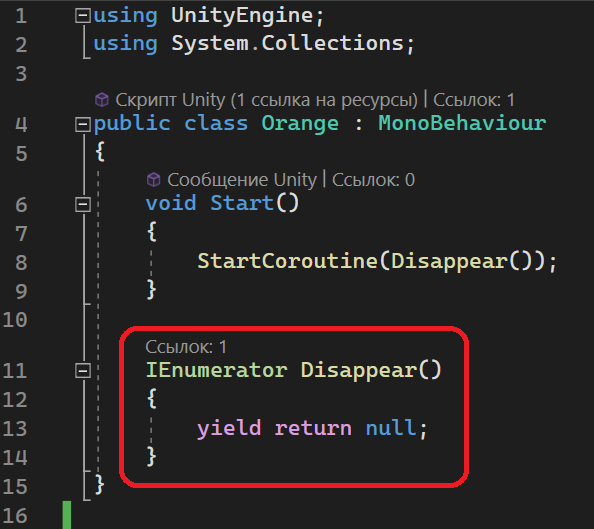 1 using UnityEngine;
2 using System.Collections;
3
Скрипт Unity (1 ссылка на ресурсы) | Ссылок: 1
4 public class Orange : MonoBehaviour
5 {
Сообщение Unity | Ссылок: 0
6 void Start()
7 {
8 StartCoroutine(Disappear());
9 }
10
Ссылок: 1
11 IEnumerator Disappear()
12 {
13 yield return null;
14 }
15 }
16